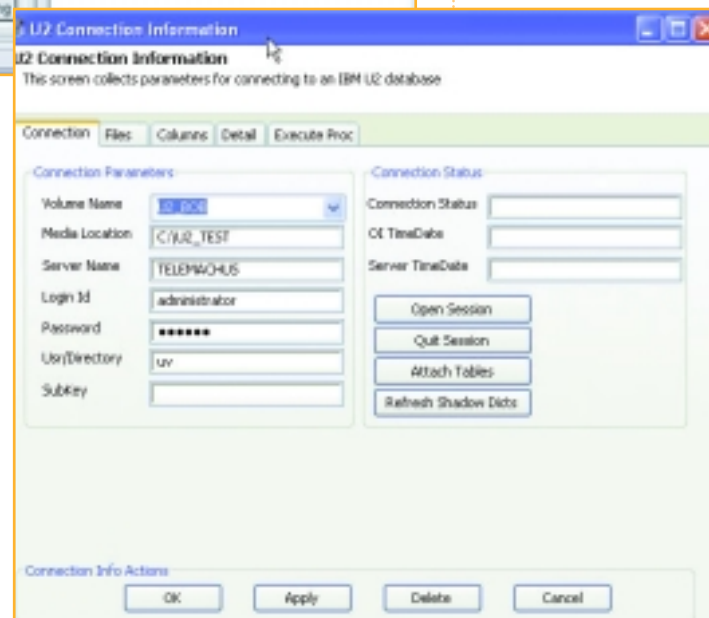 U2 Connection Information
U2 Connection Information
This screen collects parameters for connecting to an IBM U2 database
Connection Files Columns Detail Execute Proc
Connection Parameters
Volume Name U2_BOB
Media Location C:\U2_TEST
Server Name TELEMACHUS
Login Id administrator
Password ••••••
Usr/Directory uv
SubKey
Connection Status
Connection Status
OI TimeDate
Server TimeDate
Open Session
Quit Session
Attach Tables
Refresh Shadow Dicts
Connection Info Actions
OK Apply Delete Cancel